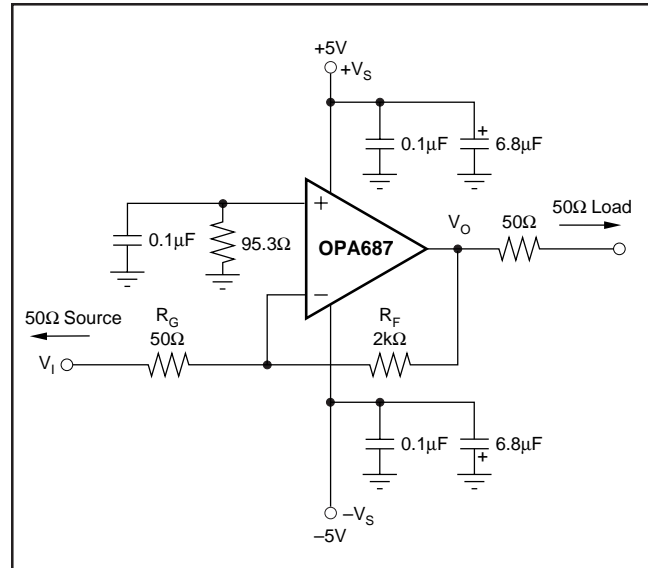 +5V
+V_S
0.1μF
+
6.8μF
+
0.1μF
95.3Ω
OPA687
V_O
50Ω
50Ω Load
–
50Ω Source
R_G
50Ω
R_F
2kΩ
V_I
0.1μF
6.8μF
+
–V_S
–5V